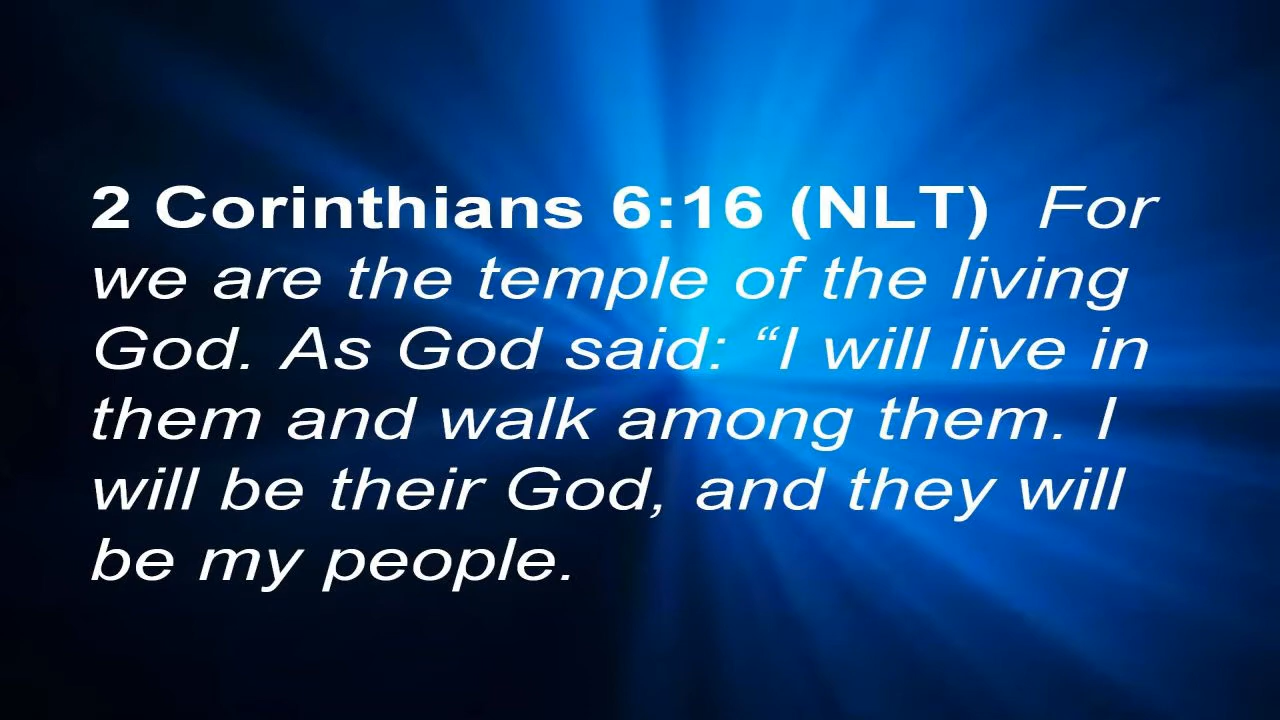 2 Corinthians 6:16 (NLT) For
we are the temple of the living
God. As God said: “I will live in
them and walk among them. I
will be their God, and they will
be my people.